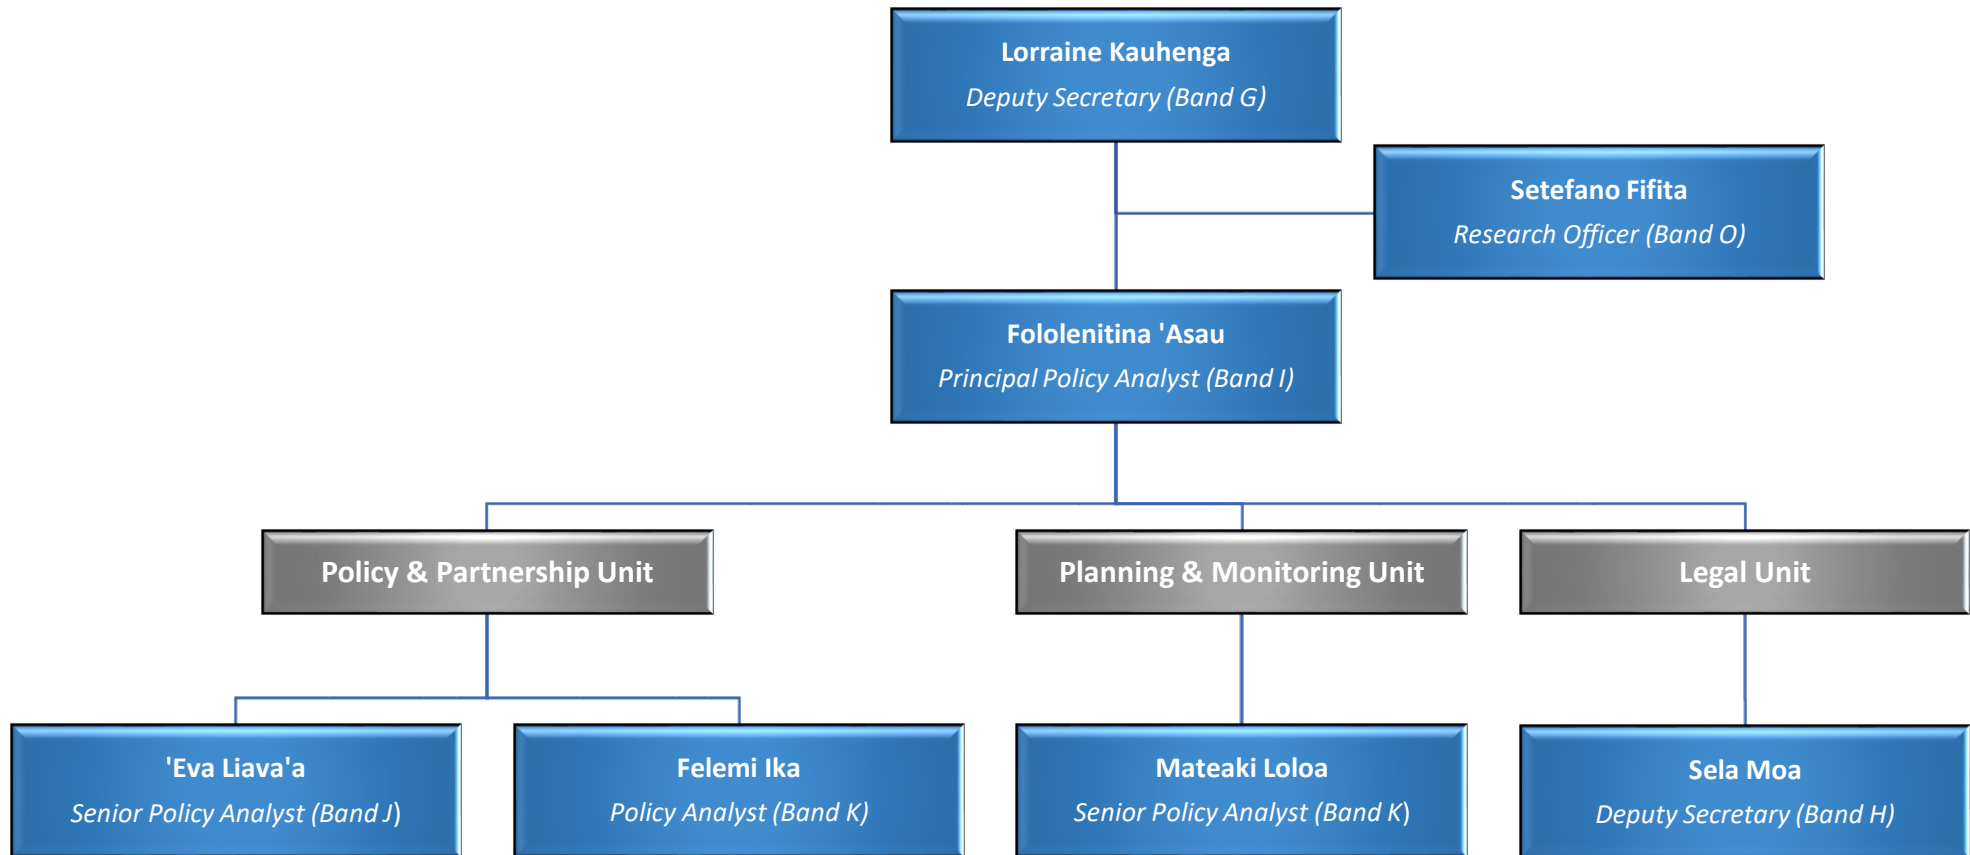 Lorraine Kauhenga
Deputy Secretary (Band G)
Setefano Fifita
Research Officer (Band O)
Fololenitina 'Asau
Principal Policy Analyst (Band I)
Policy & Partnership Unit
Planning & Monitoring Unit
Legal Unit
'Eva Liava'a
Senior Policy Analyst (Band J)
Felemi Ika
Policy Analyst (Band K)
Mateaki Loloa
Senior Policy Analyst (Band K)
Sela Moa
Deputy Secretary (Band H)